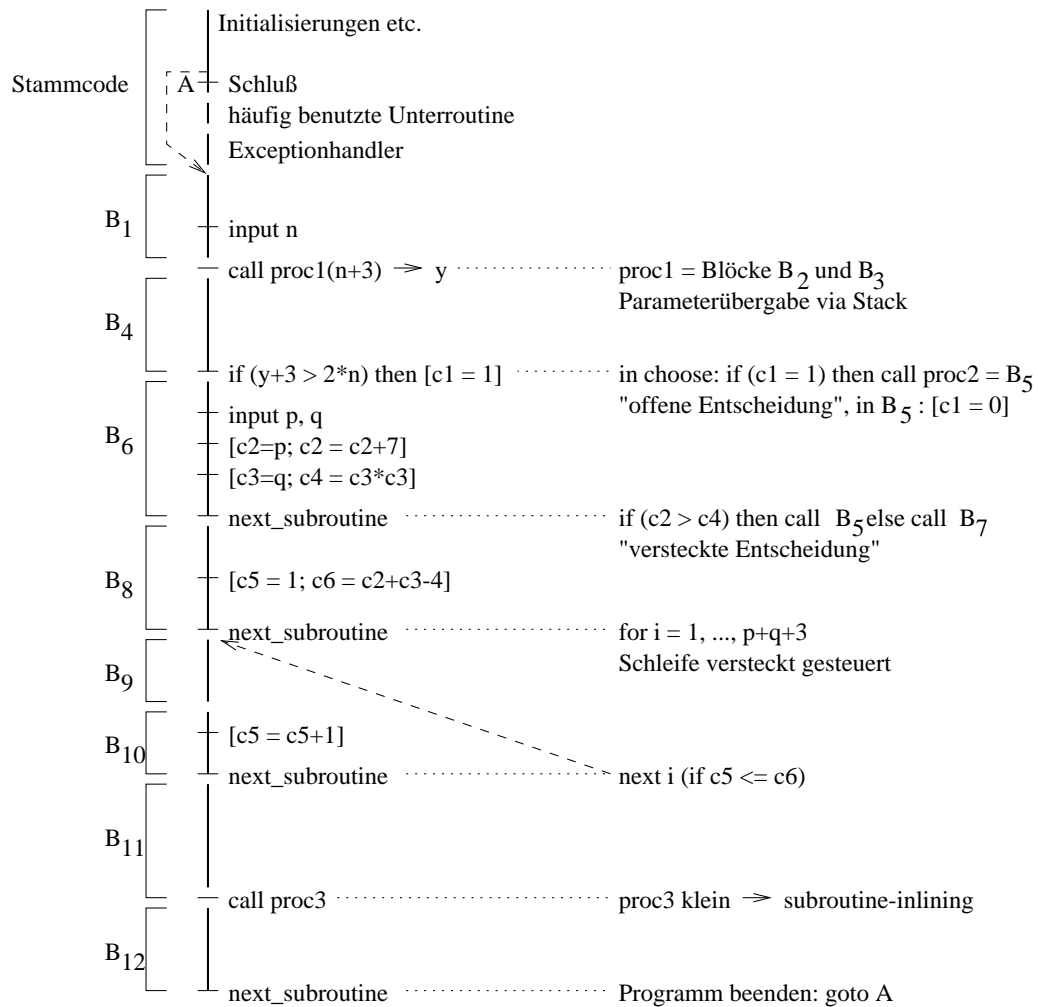 Initialisierungen etc.
Stammcode
A
Schluß
häufig benutzte Unterroutine
Exceptionhandler
B1
input n
call proc1(n+3) → y
proc1 = Blöcke B2 und B3
Parameterübergabe via Stack
B4
if (y+3 > 2*n) then [c1 = 1]
in choose: if (c1 = 1) then call proc2 = B5
"offene Entscheidung", in B5 : [c1 = 0]
B6
input p, q
[c2=p; c2 = c2+7]
[c3=q; c4 = c3*c3]
next_subroutine
if (c2 > c4) then call B5 else call B7
"versteckte Entscheidung"
B8
[c5 = 1; c6 = c2+c3-4]
next_subroutine
for i = 1, ..., p+q+3
Schleife versteckt gesteuert
B9
B10
[c5 = c5+1]
next_subroutine
next i (if c5 <= c6)
B11
call proc3
proc3 klein → subroutine-inlining
B12
next_subroutine
Programm beenden: goto A